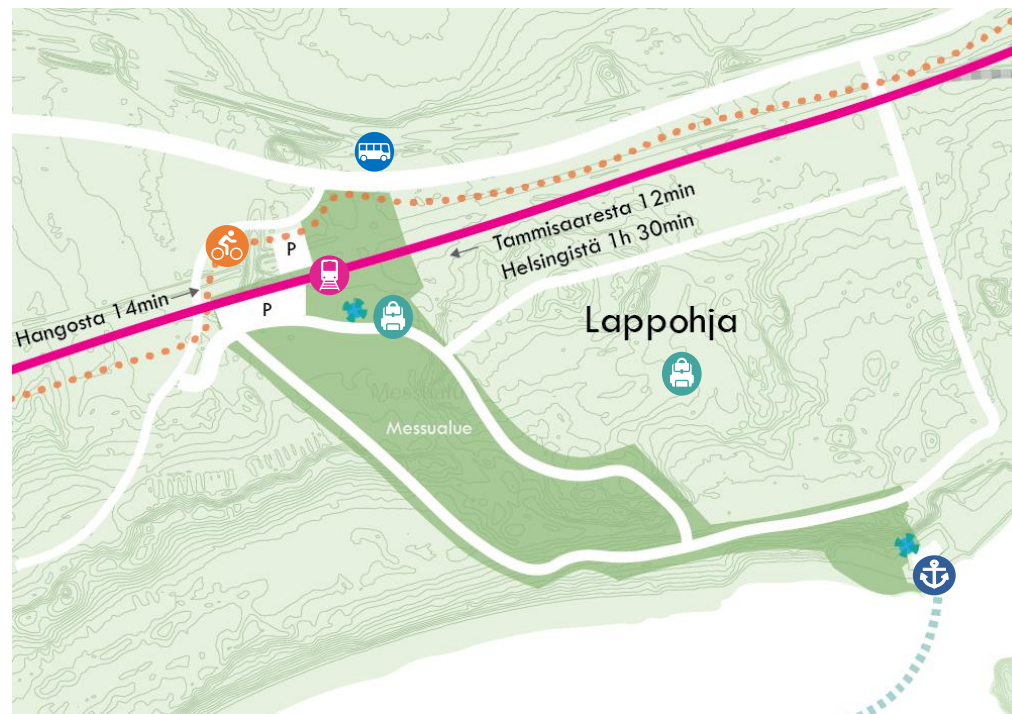 P
Tammisaaresta 12min
Helsingistä 1h 30min
Hangosta 14min
P
Lappohja
Messualue